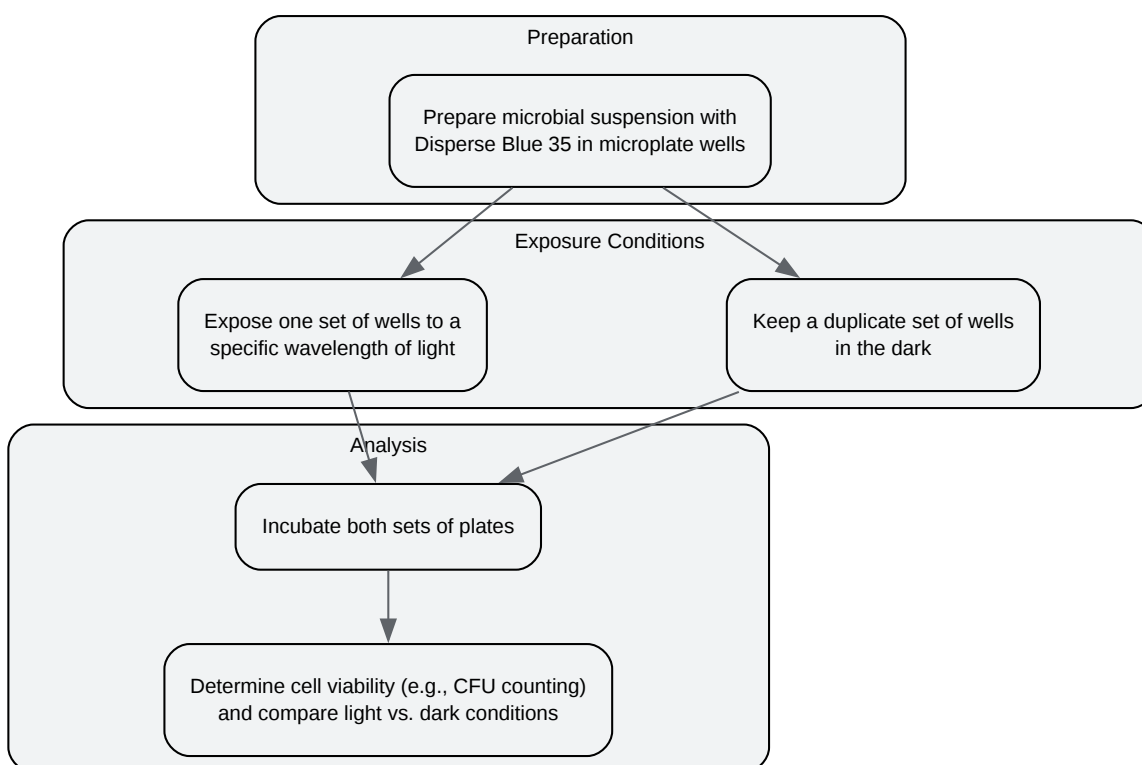 Preparation
Prepare microbial suspension with
Disperse Blue 35 in microplate wells
Exposure Conditions
Expose one set of wells to a
specific wavelength of light
Keep a duplicate set of wells
in the dark
Analysis
Incubate both sets of plates
Determine cell viability (e.g., CFU counting)
and compare light vs. dark conditions